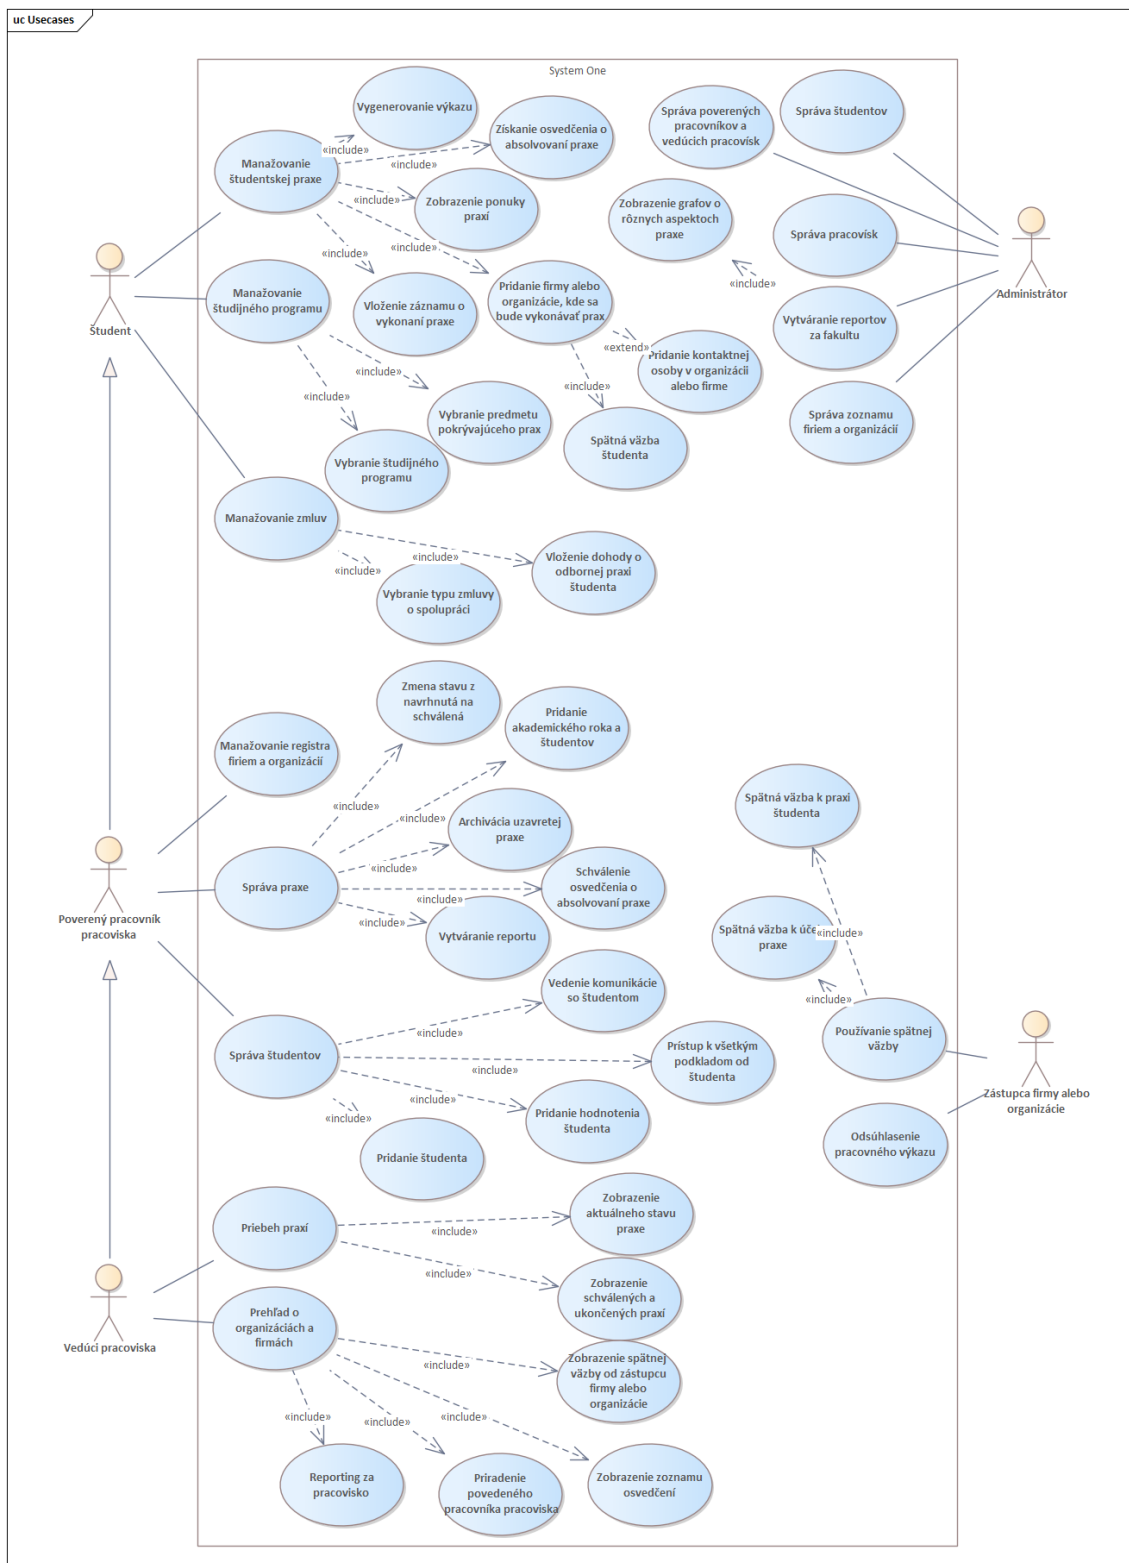 uc Usecases
System One
Vygenerovanie výkazu
Získanie osvedčenia o
absolvovaní praxe
Správa poverených
pracovníkov a
vedúcich pracovísk
Správa študentov
«include»
«include»
Manažovanie
študentskej praxe
«include»
Zobrazenie ponuky
praxí
Zobrazenie grafov o
rôznych aspektoch
praxe
Správa pracovísk
«include»
«include»
«include»
Študent
Administrátor
Manažovanie
študijného programu
Vloženie záznamu o
vykonaní praxe
Pridanie firmy alebo
organizácie, kde sa
bude vykonávať prax
Vytváranie reportov
za fakultu
«extend»
Pridanie kontaktnej
osoby v organizácii
alebo firme
«include»
«include»
«include»
Vybranie predmetu
pokrývajúceho prax
Spätná väzba
študenta
Správa zoznamu
firiem a organizácií
Vybranie študijného
programu
Manažovanie zmluv
«include»
«include»
Vloženie dohody o
odbornej praxi
študenta
Vybranie typu zmluvy
o spolupráci
Zmena stavu z
navrhnutá na
schválená
Pridanie
akademického roka a
študentov
Manažovanie registra
firiem a organizácií
«include»
«include»
Spätná väzba k praxi
študenta
Archivácia uzavretej
praxe
«include»
Správa praxe
Schválenie
osvedčenia o
absolvovaní praxe
«include»
«include»
Poverený pracovník
pracoviska
Vytváranie reportu
Spätná väzba k úče
praxe
«include»
Vedenie komunikácie
so študentom
«include»
«include»
Správa študentov
Prístup k všetkým
podkladom od
študenta
«include»
Používanie spätnej
väzby
«include»
«include»
Pridanie hodnotenia
študenta
Pridanie študenta
Zástupca firmy alebo
organizácie
Odsúhlasenie
pracovného výkazu
Priebeh praxí
«include»
Zobrazenie
aktuálneho stavu
praxe
«include»
Zobrazenie
schválených a
ukončených praxí
Prehľad o
organizáciách a
firmách
Vedúci pracoviska
«include»
Zobrazenie spätnej
väzby od zástupcu
firmy alebo
organizácie
«include»
«include»
«include»
Reporting za
pracovisko
Priradenie
povedeného
pracovníka pracoviska
Zobrazenie zoznamu
osvedčení